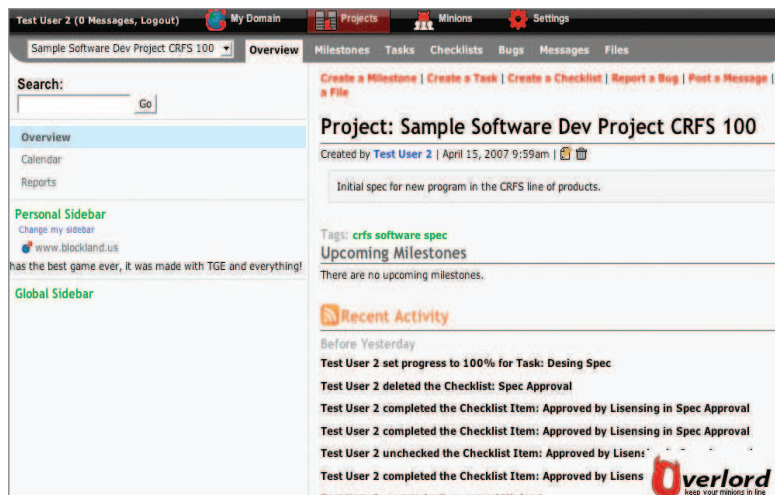 Test User 2 (0 Messages, Logout)
My Domain
Projects
Minions
Settings
Sample Software Dev Project CRFS 100
Overview
Milestones
Tasks
Checklists
Bugs
Messages
Files
Search:
Go
Overview
Calendar
Reports
Personal Sidebar
Change my sidebar
www.blockland.us
has the best game ever, it was made with TGE and everything!
Global Sidebar
Create a Milestone | Create a Task | Create a Checklist | Report a Bug | Post a Message |
a File
Project: Sample Software Dev Project CRFS 100
Created by Test User 2 | April 15, 2007 9:59am |
Initial spec for new program in the CRFS line of products.
Tags: crfs software spec
Upcoming Milestones
There are no upcoming milestones.
Recent Activity
Before Yesterday
Test User 2 set progress to 100% for Task: Desing Spec
Test User 2 deleted the Checklist: Spec Approval
Test User 2 completed the Checklist Item: Approved by Lisensing in Spec Approval
Test User 2 completed the Checklist Item: Approved by Lisensing in Spec Approval
Test User 2 unchecked the Checklist Item: Approved by Lisens
Test User 2 completed the Checklist Item: Approved by Lisens
Overlord
keep your minions in line